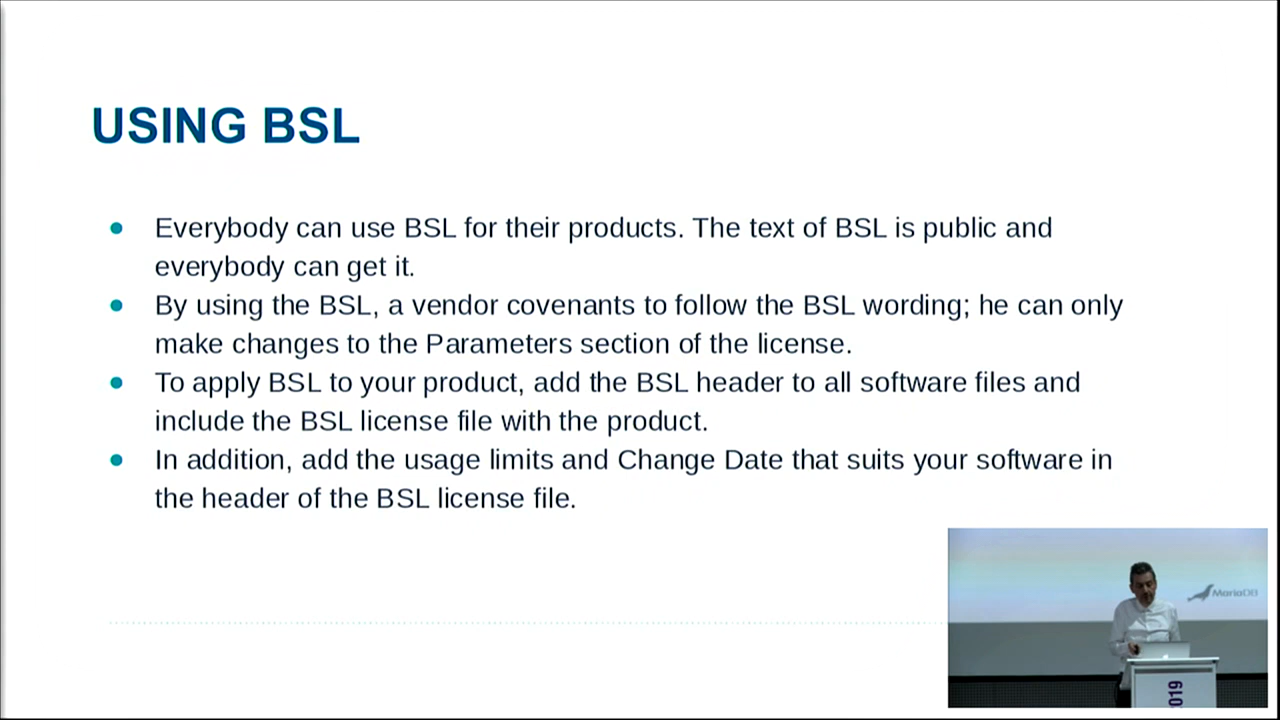 USING BSL
Everybody can use BSL for their products. The text of BSL is public and
everybody can get it.
By using the BSL, a vendor covenants to follow the BSL wording; he can only
make changes to the Parameters section of the license.
To apply BSL to your product, add the BSL header to all software files and
include the BSL license file with the product.
In addition, add the usage limits and Change Date that suits your software in
the header of the BSL license file.
MariaDB
2019